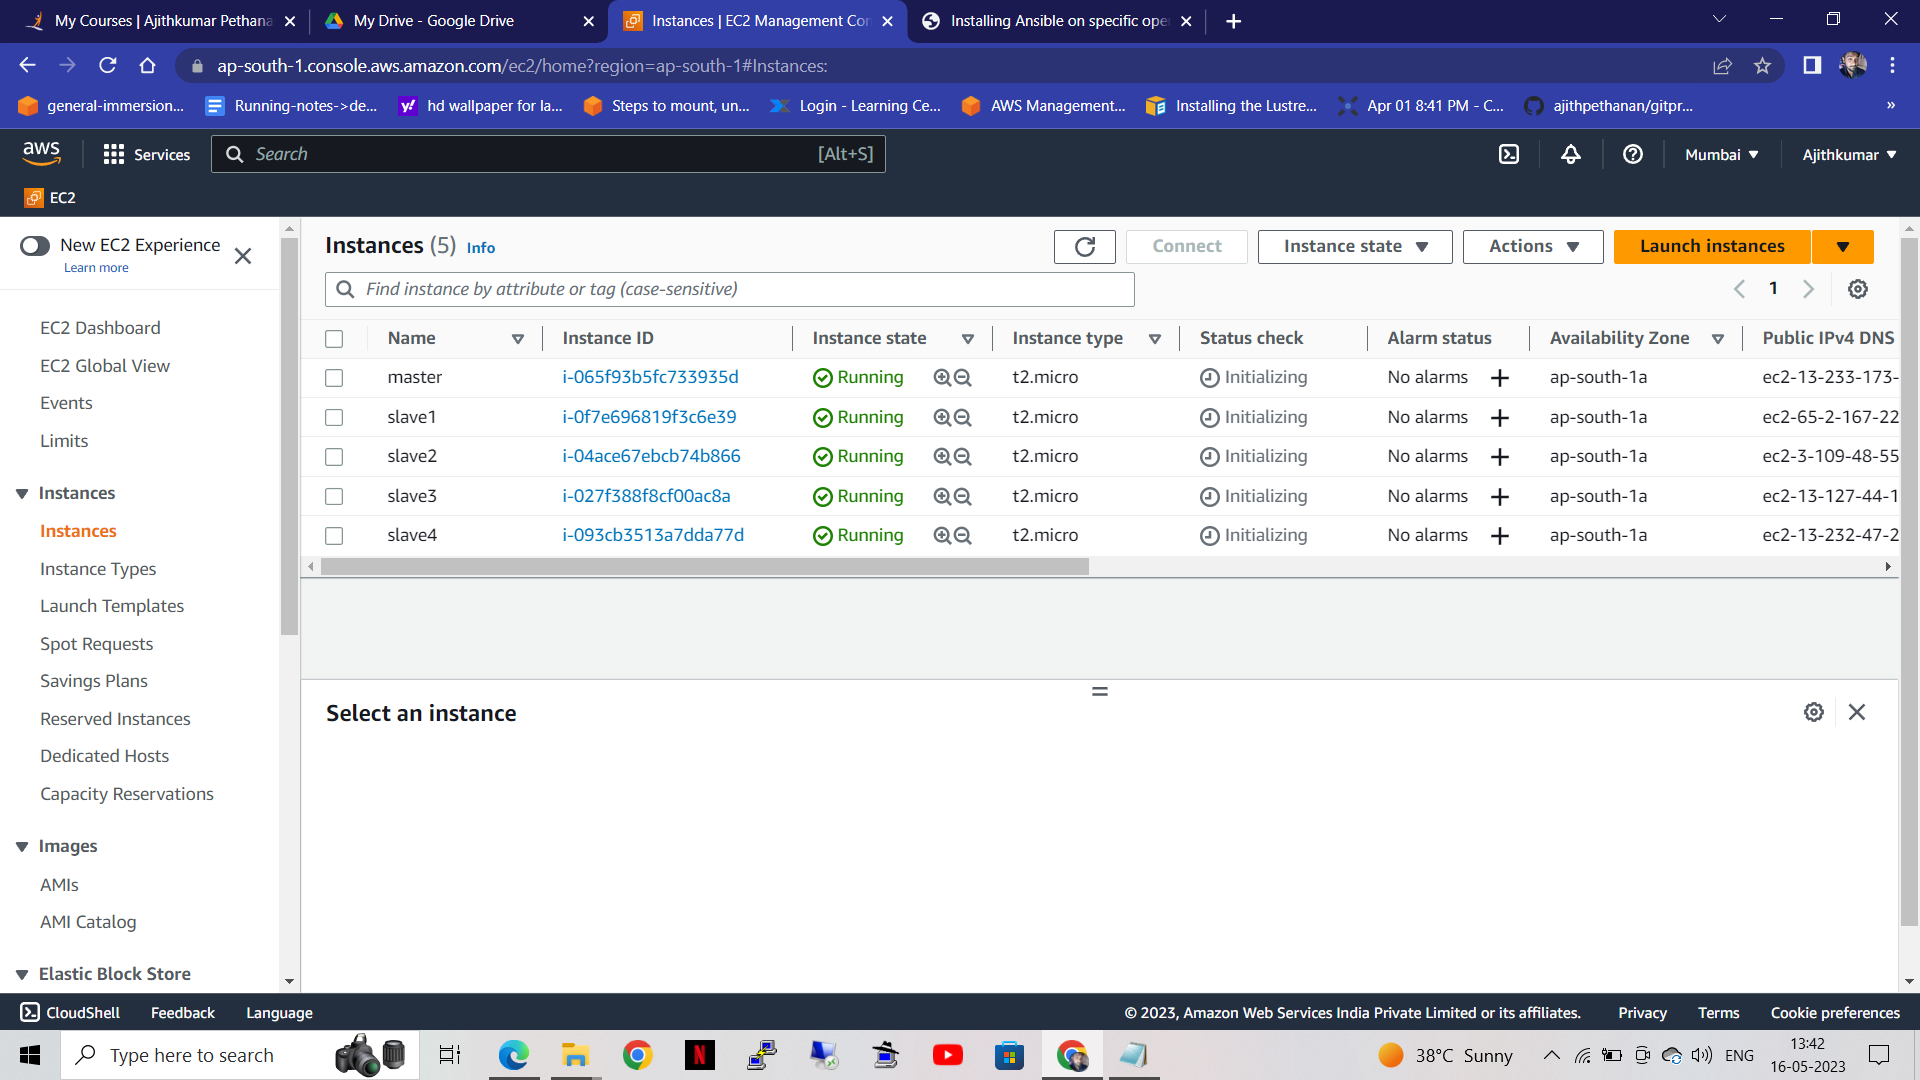 My Courses | Ajithkumar Pethana
My Drive - Google Drive
Instances | EC2 Management Con
Installing Ansible on specific ope
ap-south-1.console.aws.amazon.com/ec2/home?region=ap-south-1#Instances:
general-immersion...
Running-notes->de...
hd wallpaper for la...
Steps to mount, un...
Login - Learning Ce...
AWS Management...
Installing the Lustre...
Apr 01 8:41 PM - C...
ajithpethanan/gitpr...
»
aws
Services
Search
[Alt+S]
Mumbai
Ajithkumar
EC2
New EC2 Experience
Learn more
EC2 Dashboard
EC2 Global View
Events
Limits
Instances
Instances
Instance Types
Launch Templates
Spot Requests
Savings Plans
Reserved Instances
Dedicated Hosts
Capacity Reservations
Images
AMIs
AMI Catalog
Elastic Block Store
Instances (5) Info
Connect
Instance state
Actions
Launch instances
Find instance by attribute or tag (case-sensitive)
1
Name Instance ID Instance state Instance type Status check Alarm status Availability Zone Public IPv4 DNS
master i-065f93b5fc733935d Running t2.micro Initializing No alarms + ap-south-1a ec2-13-233-173-
slave1 i-0f7e696819f3c6e39 Running t2.micro Initializing No alarms + ap-south-1a ec2-65-2-167-22
slave2 i-04ace67ebcb74b866 Running t2.micro Initializing No alarms + ap-south-1a ec2-3-109-48-55
slave3 i-027f388f8cf00ac8a Running t2.micro Initializing No alarms + ap-south-1a ec2-13-127-44-1
slave4 i-093cb3513a7dda77d Running t2.micro Initializing No alarms + ap-south-1a ec2-13-232-47-2
Select an instance
CloudShell
Feedback
Language
© 2023, Amazon Web Services India Private Limited or its affiliates.
Privacy
Terms
Cookie preferences
Type here to search
38°C Sunny
ENG
13:42
16-05-2023